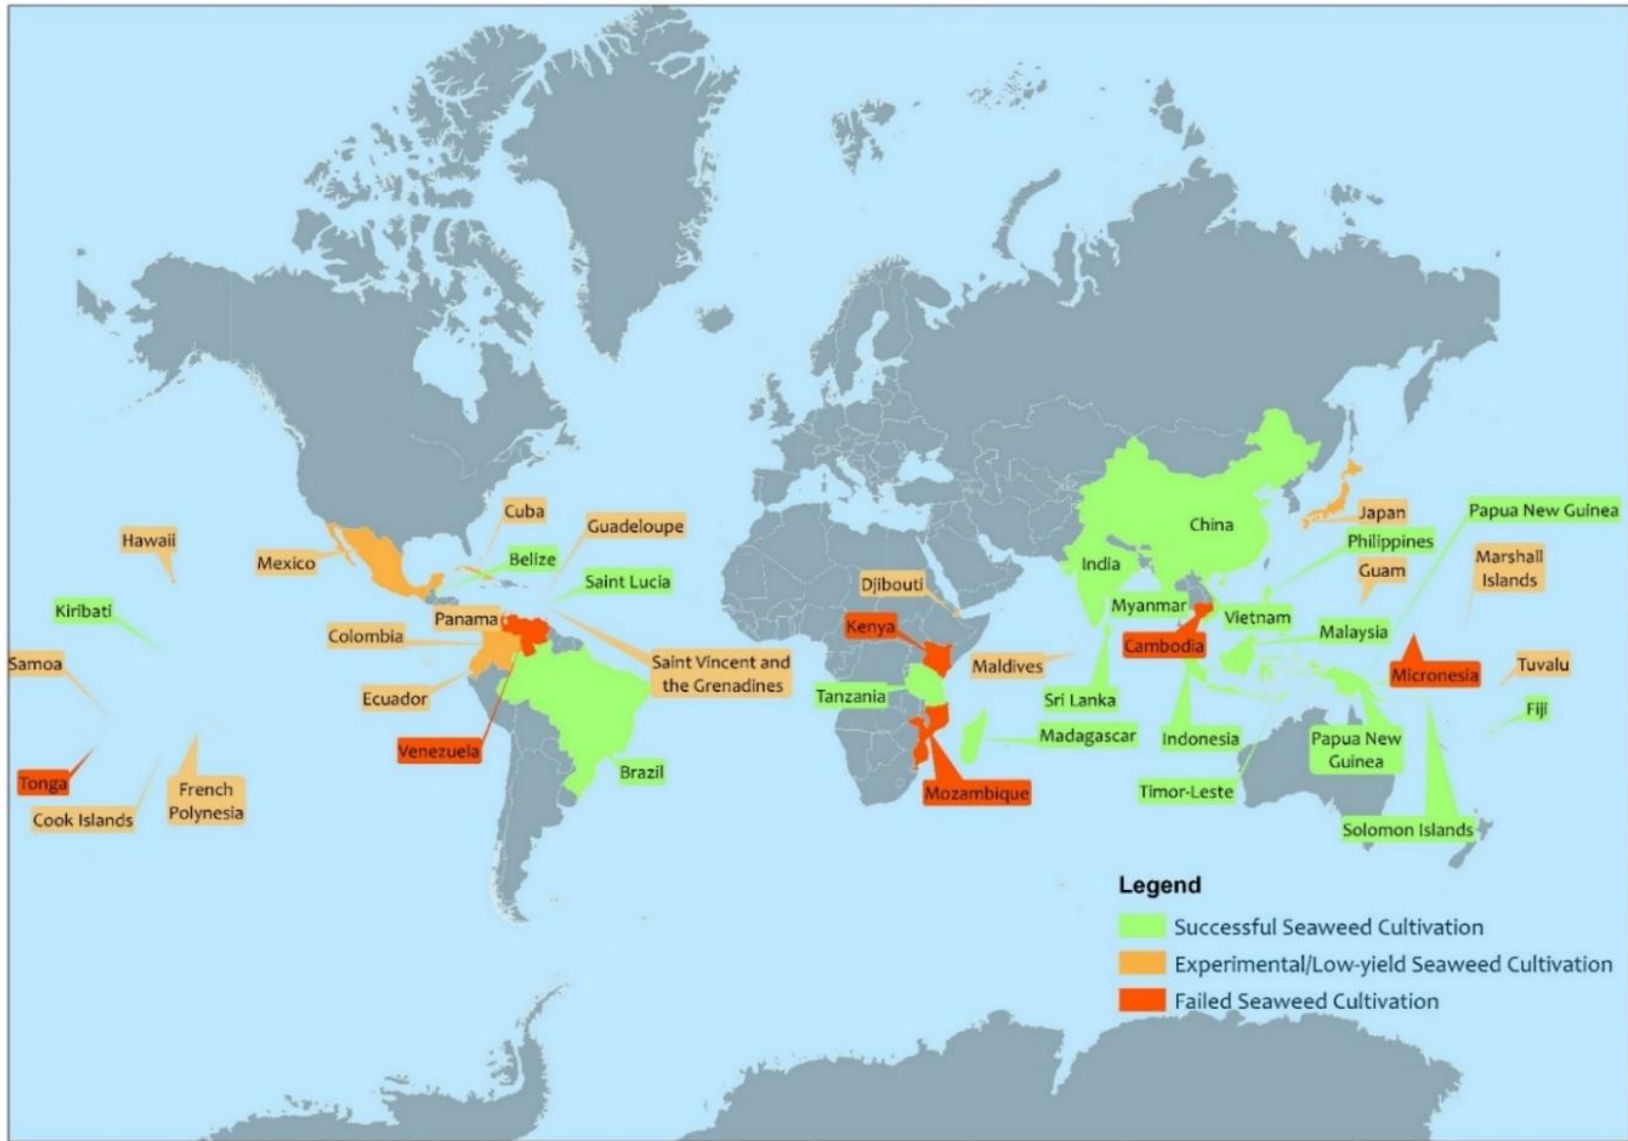 Cuba
Guadeloupe
Hawaii
Mexico
Belize
Saint Lucia
Kiribati
Panama
Colombia
Samoa
Saint Vincent and
the Grenadines
Ecuador
Venezuela
Brazil
Tonga
Cook Islands
French
Polynesia
Djibouti
Kenya
Maldives
Tanzania
Madagascar
Mozambique
China
India
Myanmar
Cambodia
Vietnam
Sri Lanka
Japan
Papua New Guinea
Philippines
Guam
Marshall
Islands
Malaysia
Micronesia
Tuvalu
Fiji
Indonesia
Papua New
Guinea
Timor-Leste
Solomon Islands
Legend
Successful Seaweed Cultivation
Experimental/Low-yield Seaweed Cultivation
Failed Seaweed Cultivation